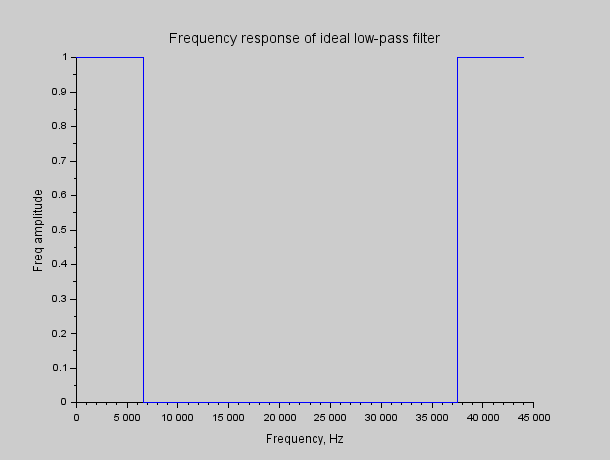 Frequency response of ideal low-pass filter
1
0.9
0.8
0.7
0.6
0.5
0.4
0.3
0.2
0.1
0
Freq amplitude
0 5 000 10 000 15 000 20 000 25 000 30 000 35 000 40 000 45 000
Frequency, Hz